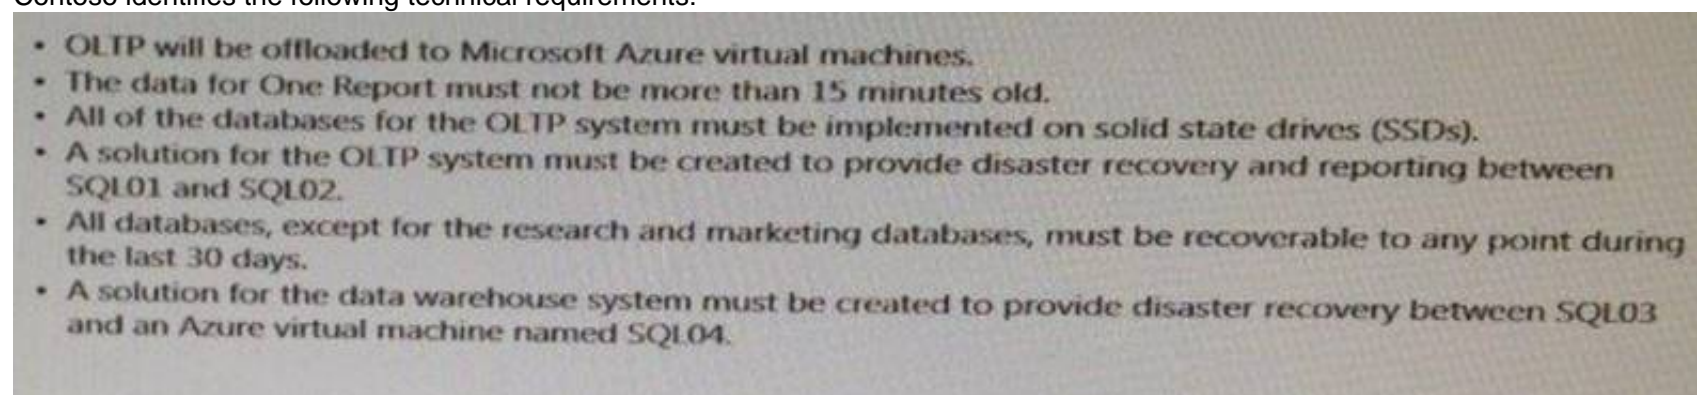 Contoso identifies the following technical requirements:
• OLTP will be offloaded to Microsoft Azure virtual machines.
• The data for One Report must not be more than 15 minutes old.
• All of the databases for the OLTP system must be implemented on solid state drives (SSDs).
• A solution for the OLTP system must be created to provide disaster recovery and reporting between
SQL01 and SQL02.
• All databases, except for the research and marketing databases, must be recoverable to any point during
the last 30 days.
• A solution for the data warehouse system must be created to provide disaster recovery between SQL03
and an Azure virtual machine named SQL04.